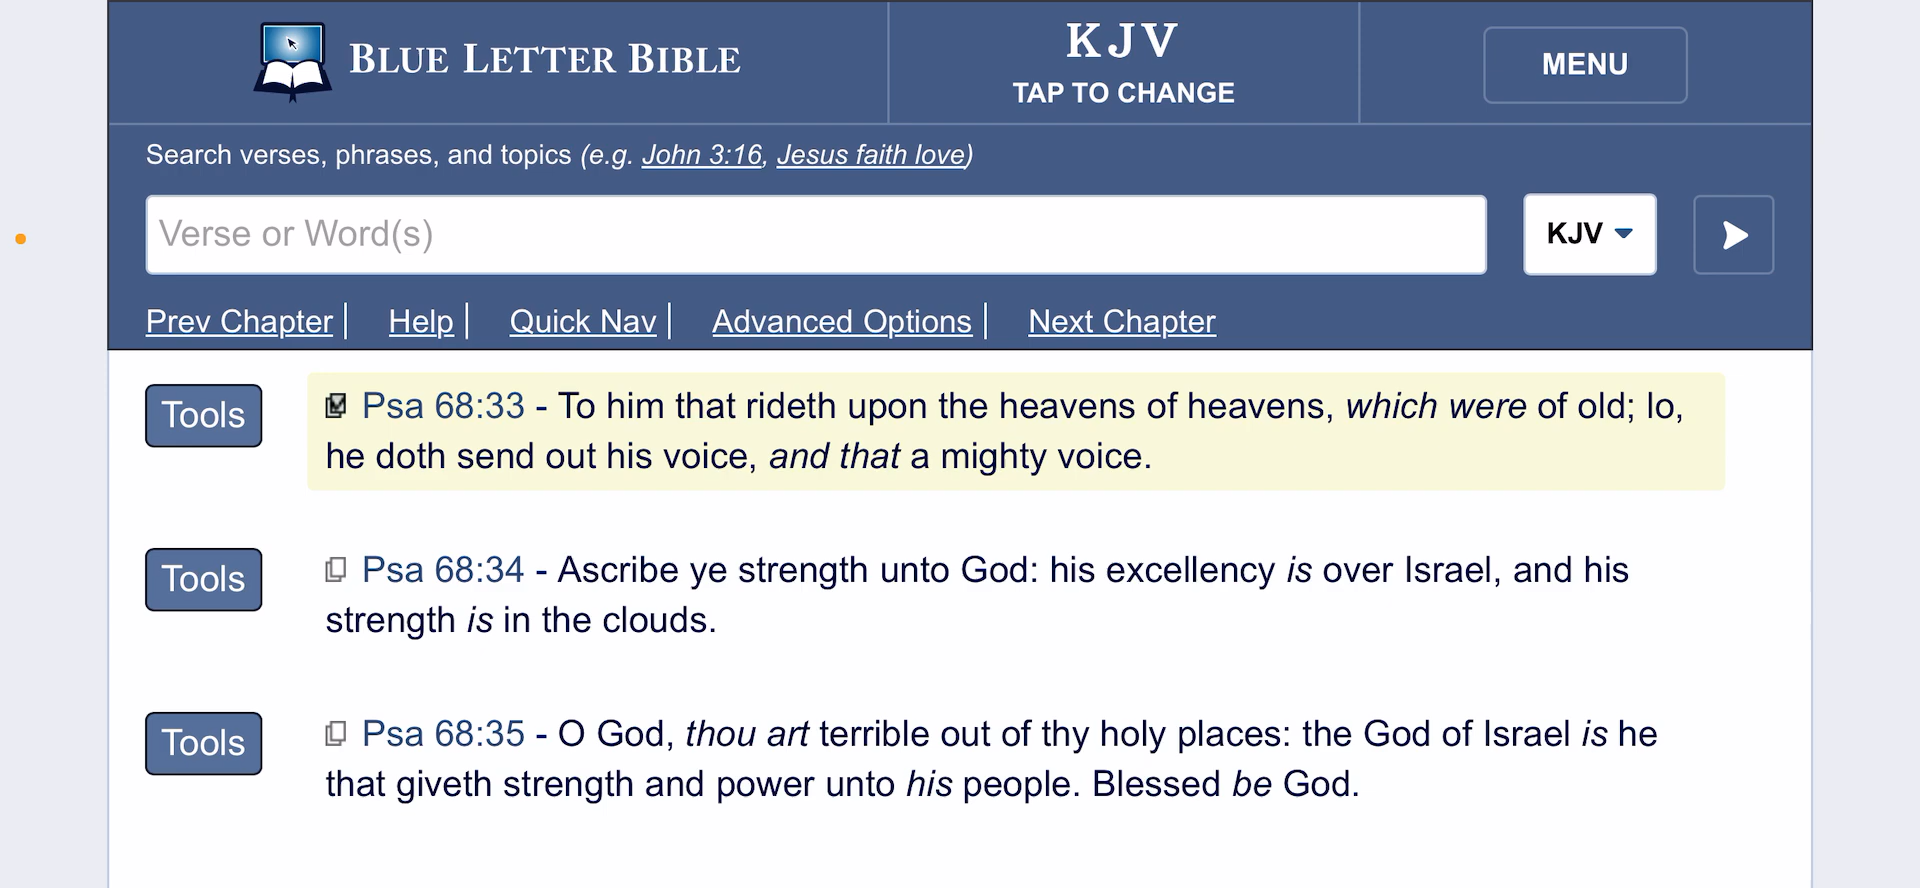 BLUE LETTER BIBLE
KJV
TAP TO CHANGE
MENU
Search verses, phrases, and topics (e.g. John 3:16, Jesus faith love)
Verse or Word(s)
KJV
Prev Chapter | Help | Quick Nav | Advanced Options | Next Chapter
Tools
Psa 68:33 - To him that rideth upon the heavens of heavens, which were of old; lo,
he doth send out his voice, and that a mighty voice.
Tools
Psa 68:34 - Ascribe ye strength unto God: his excellency is over Israel, and his
strength is in the clouds.
Tools
Psa 68:35 - O God, thou art terrible out of thy holy places: the God of Israel is he
that giveth strength and power unto his people. Blessed be God.